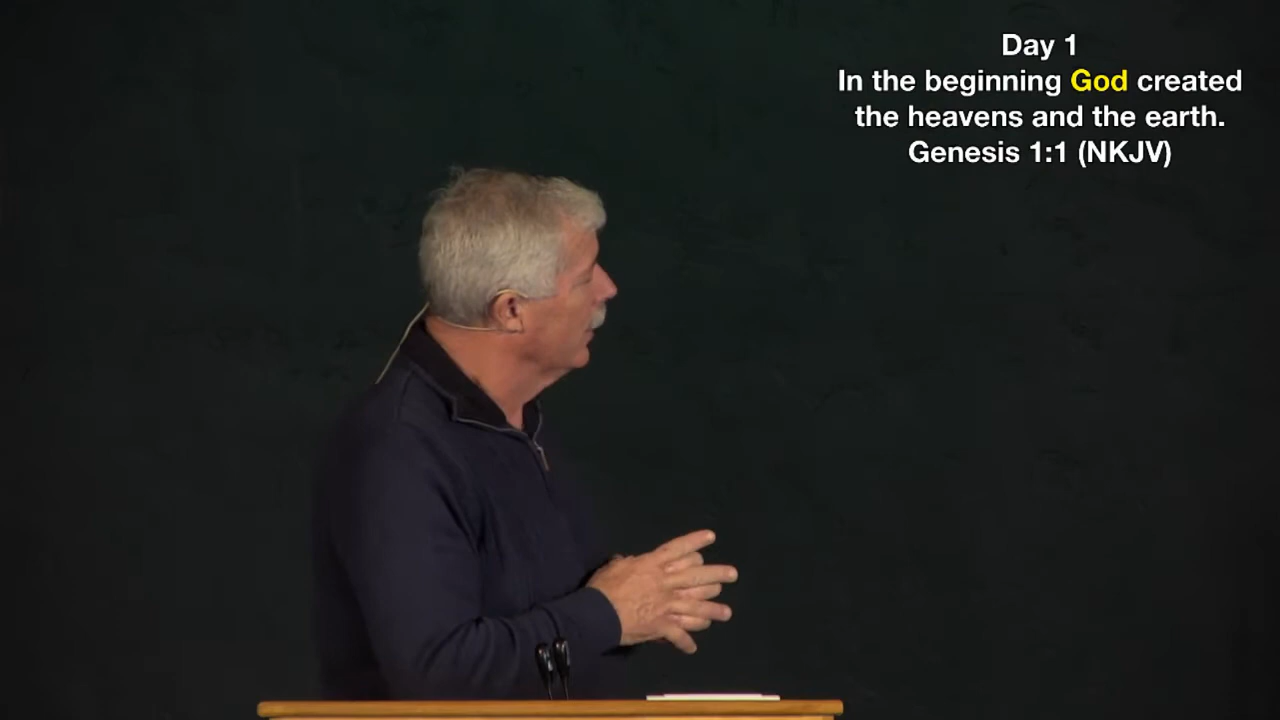 Day 1
In the beginning God created
the heavens and the earth.
Genesis 1:1 (NKJV)